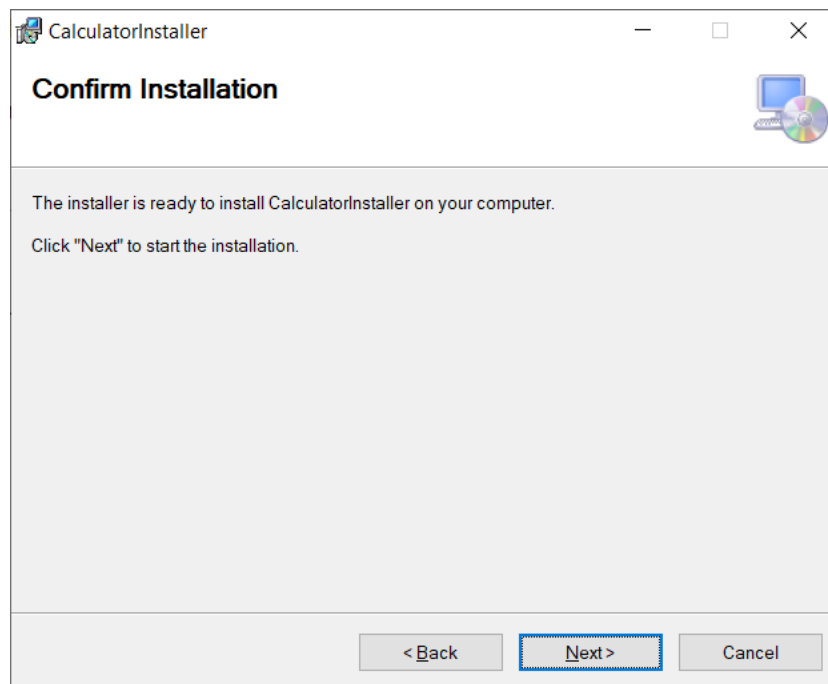 CalculatorInstaller
Confirm Installation
The installer is ready to install CalculatorInstaller on your computer.
Click "Next" to start the installation.
< Back
Next >
Cancel